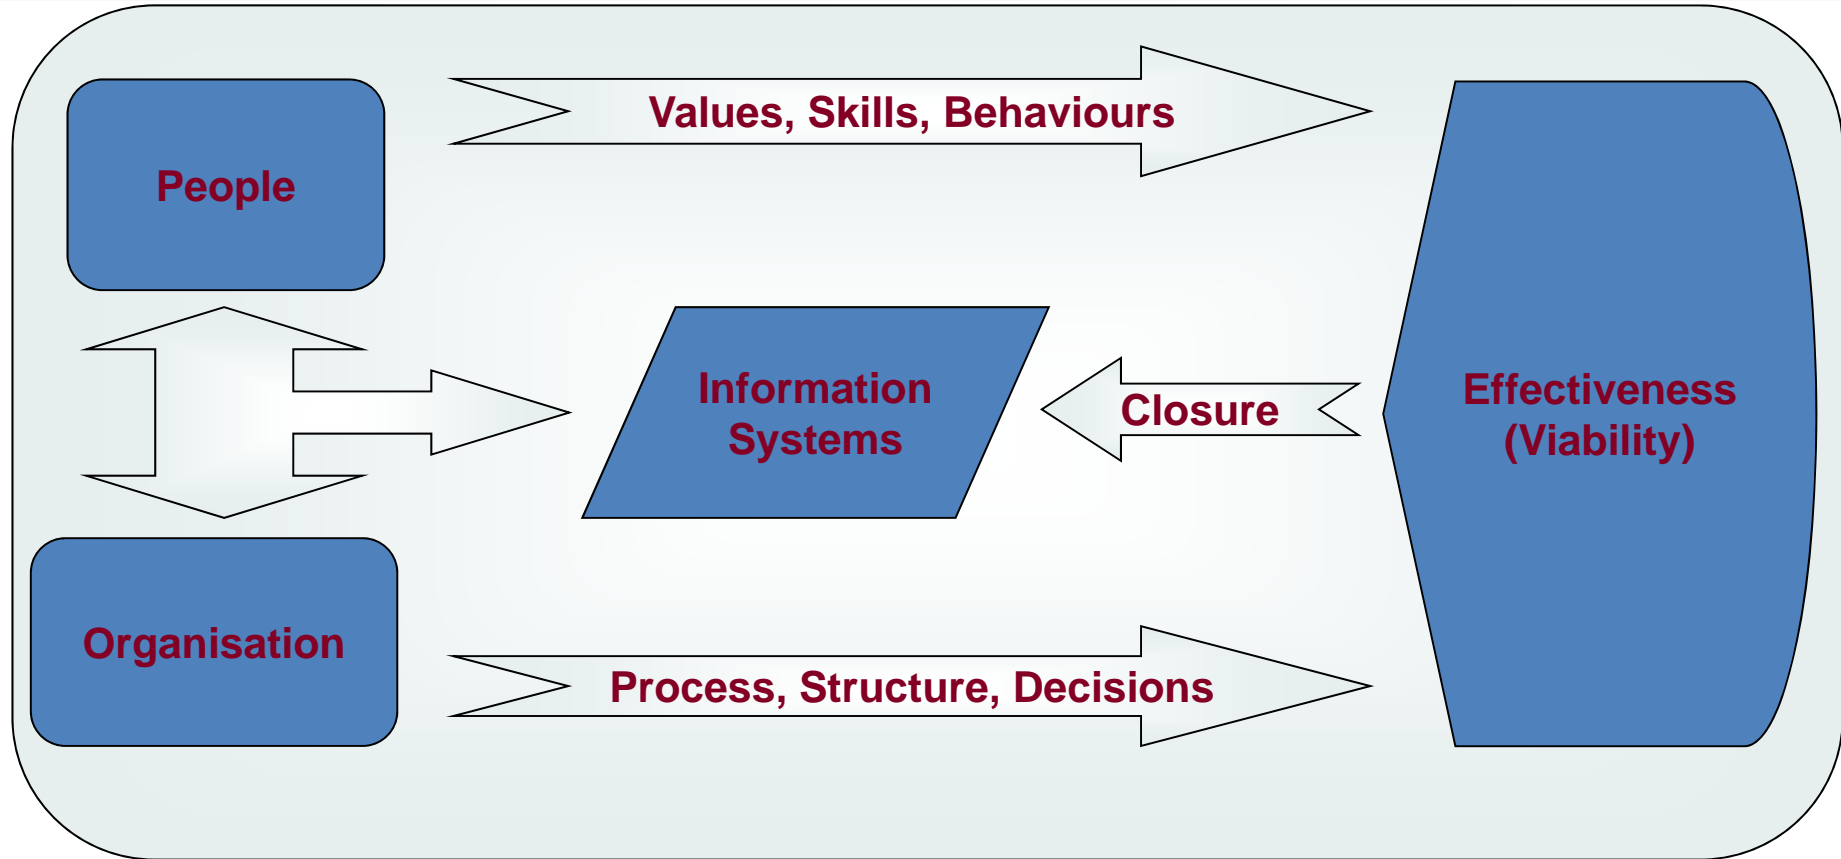 Values, Skills, Behaviours
People
Information
Systems
Closure
Effectiveness
(Viability)
Organisation
Process, Structure, Decisions